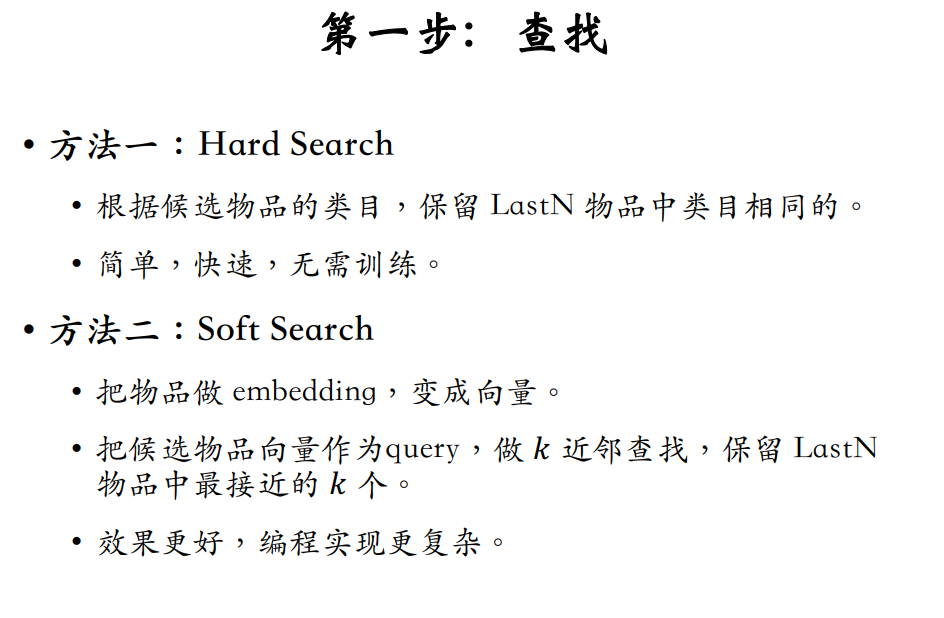 第一步： 查找
• 方法一：Hard Search
• 根据候选物品的类目，保留 LastN 物品中类目相同的。
• 简单，快速，无需训练。
• 方法二：Soft Search
• 把物品做 embedding，变成向量。
• 把候选物品向量作为query，做 k 近邻查找，保留 LastN
物品中最接近的 k 个。
• 效果更好，编程实现更复杂。